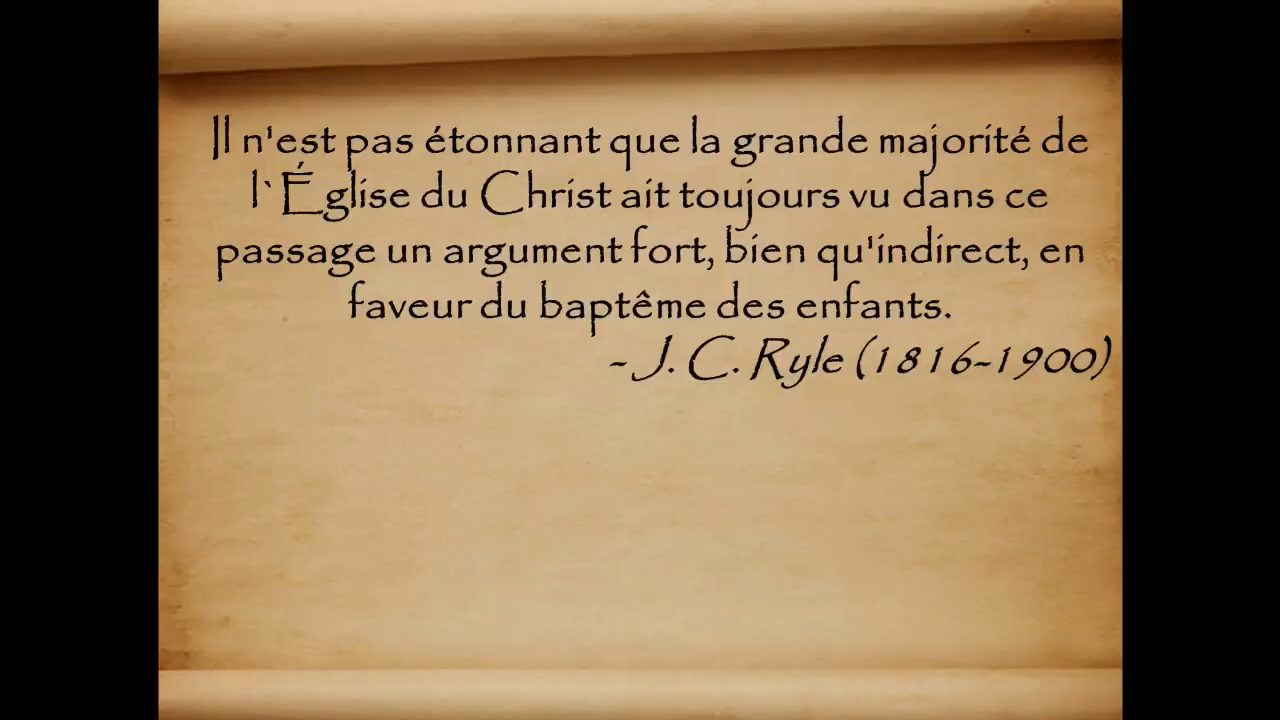 Il n'est pas étonnant que la grande majorité de
l`Église du Christ ait toujours vu dans ce
passage un argument fort, bien qu'indirect, en
faveur du baptême des enfants.
- J. C. Ryle (1816-1900)